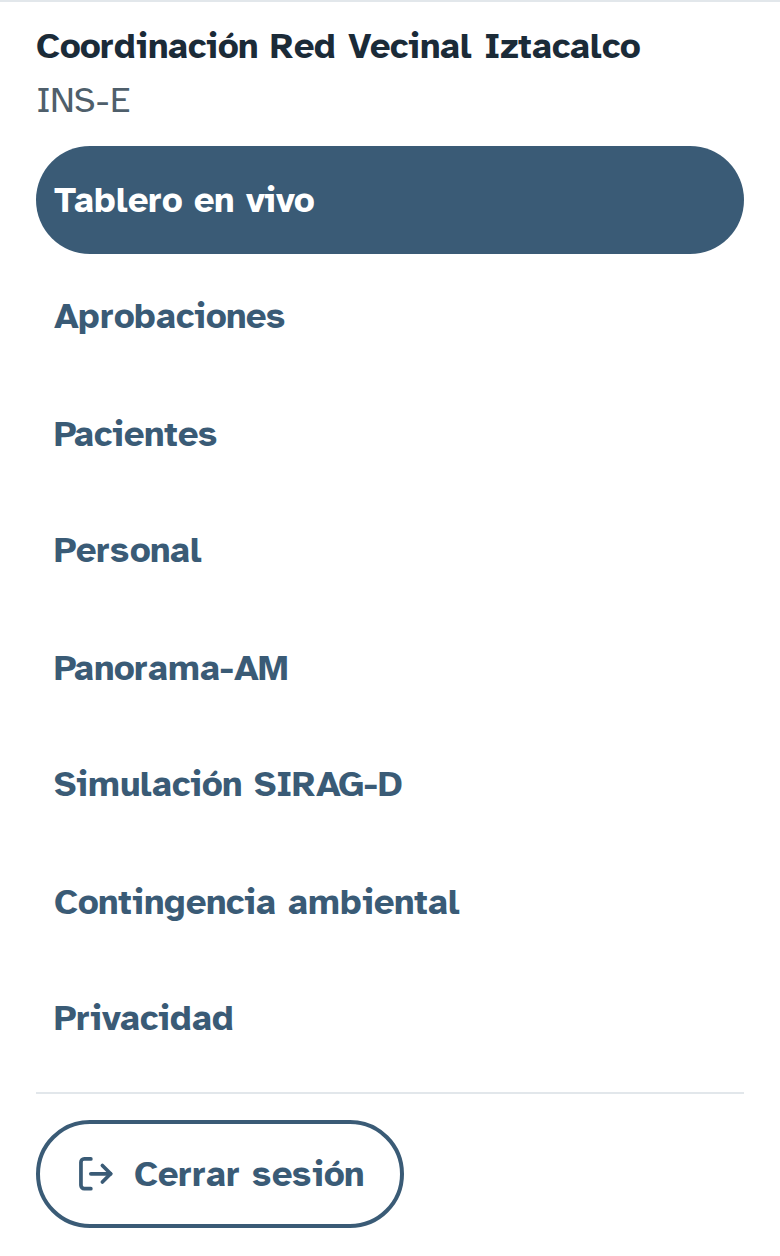 Coordinación Red Vecinal Iztacalco
INS-E
Tablero en vivo
Aprobaciones
Pacientes
Personal
Panorama-AM
Simulación SIRAG-D
Contingencia ambiental
Privacidad
Cerrar sesión